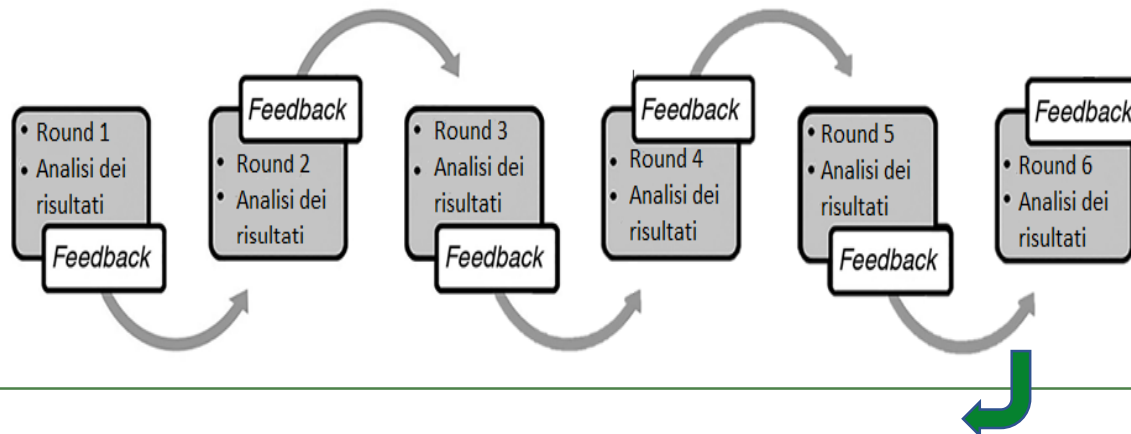 • Round 1
• Analisi dei
risultati
Feedback
Feedback
• Round 2
• Analisi dei
risultati
• Round 3
• Analisi dei
risultati
Feedback
Feedback
• Round 4
• Analisi dei
risultati
• Round 5
• Analisi dei
risultati
Feedback
Feedback
• Round 6
• Analisi dei
risultati